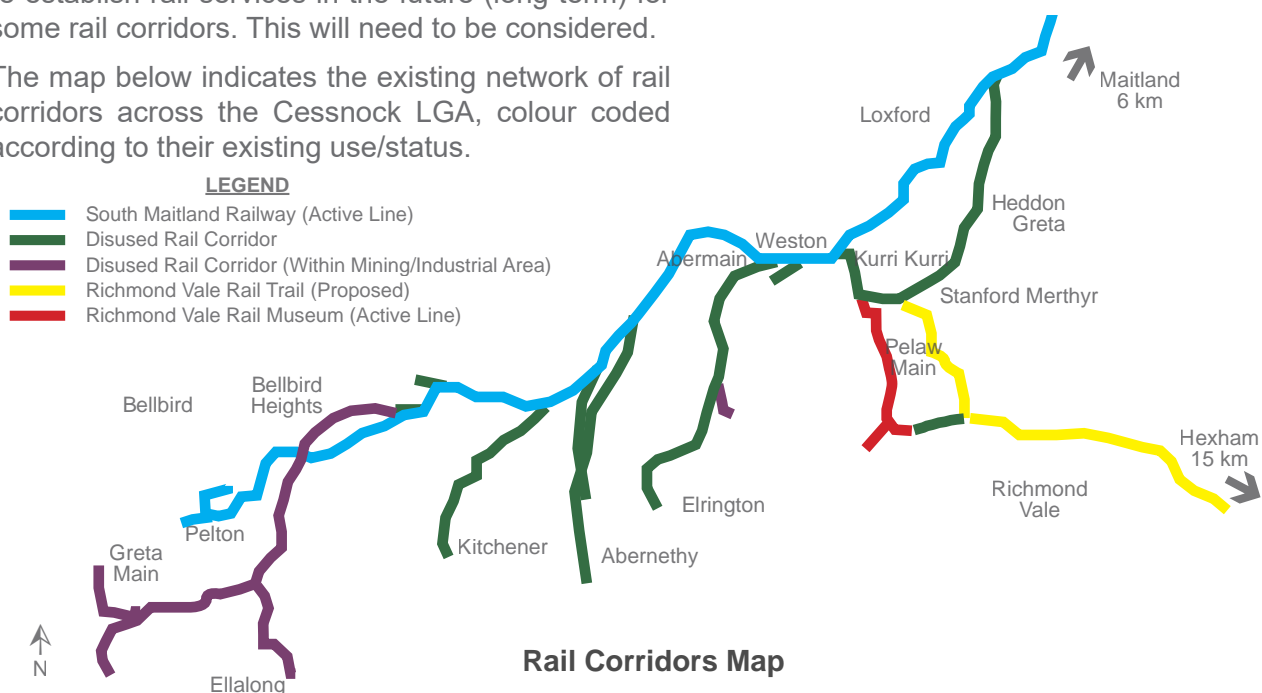 some rail corridors. This will need to be considered.
The map below indicates the existing network of rail
corridors across the Cessnock LGA, colour coded
according to their existing use/status.
LEGEND
South Maitland Railway (Active Line)
Disused Rail Corridor
Disused Rail Corridor (Within Mining/Industrial Area)
Richmond Vale Rail Trail (Proposed)
Richmond Vale Rail Museum (Active Line)
Maitland
6 km
Loxford
Heddon
Greta
Weston
Abermain
Kurri Kurri
Stanford Merthyr
Pelaw
Main
Bellbird
Heights
Bellbird
Hexham
15 km
Richmond
Vale
Elrington
Pelton
Kitchener
Abernethy
Greta
Main
N
Ellalong
Rail Corridors Map